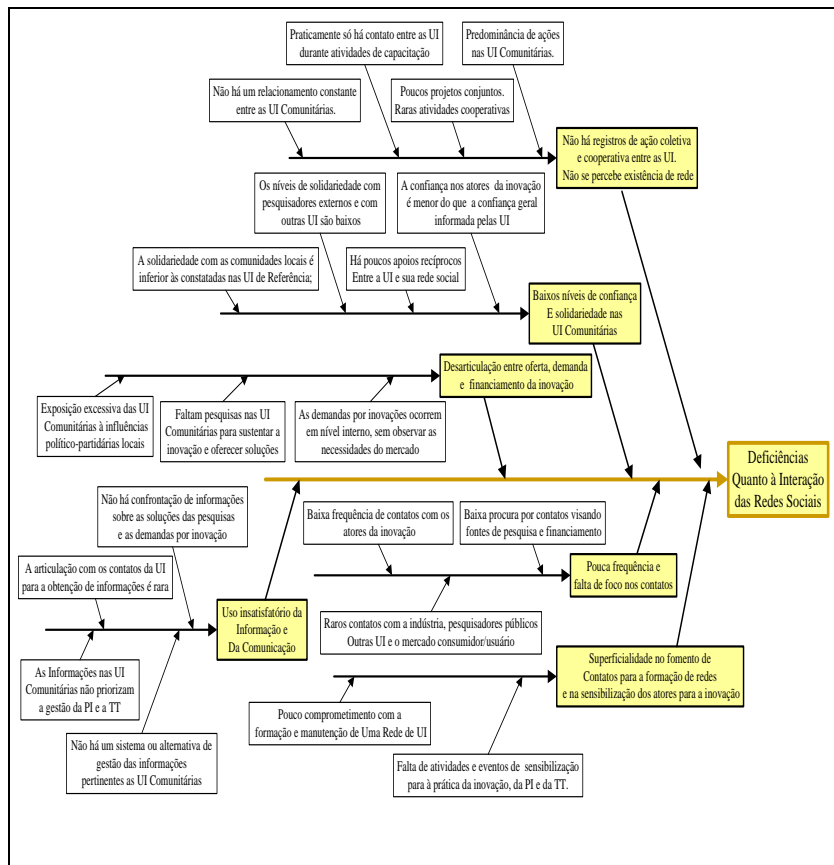 Praticamente só há contato entre as UI
durante atividades de capacitação
Predominância de ações
nas UI Comunitárias.
Não há um relacionamento constante
entre as UI Comunitárias.
Poucos projetos conjuntos.
Raras atividades cooperativas
Não há registros de ação coletiva
e cooperativa entre as UI.
Não se percebe existência de rede
Os níveis de solidariedade com
pesquisadores externos e com
outras UI são baixos
A confiança nos atores da inovação
é menor do que a confiança geral
informada pelas UI
A solidariedade com as comunidades locais é
inferior às constatadas nas UI de Referência;
Há poucos apoios recíprocos
Entre a UI e sua rede social
Baixos níveis de confiança
E solidariedade nas
UI Comunitárias
Desarticulação entre oferta, demanda
e financiamento da inovação
Exposição excessiva das UI
Comunitárias à influências
político-partidárias locais
Faltam pesquisas nas UI
Comunitárias para sustentar a
inovação e oferecer soluções
As demandas por inovações ocorrem
em nível interno, sem observar as
necessidades do mercado
Deficiências
Quanto à Interação
das Redes Sociais
Não há confrontação de informações
sobre as soluções das pesquisas
e as demandas por inovação
Baixa frequência de contatos com os
atores da inovação
Baixa procura por contatos visando
fontes de pesquisa e financiamento
A articulação com os contatos da UI
para a obtenção de informações é rara
Pouca frequência e
falta de foco nos contatos
Uso insatisfatório da
Informação e
Da Comunicação
Raros contatos com a indústria, pesquisadores públicos
Outras UI e o mercado consumidor/usuário
As Informações nas UI
Comunitárias não priorizam
a gestão da PI e a TT
Superficialidade no fomento de
Contatos para a formação de redes
e na sensibilização dos atores para a inovação
Pouco comprometimento com a
formação e manutenção de Uma Rede de UI
Não há um sistema ou alternativa de
gestão das informações
pertinentes as UI Comunitárias
Falta de atividades e eventos de sensibilização
para à prática da inovação, da PI e da TT.